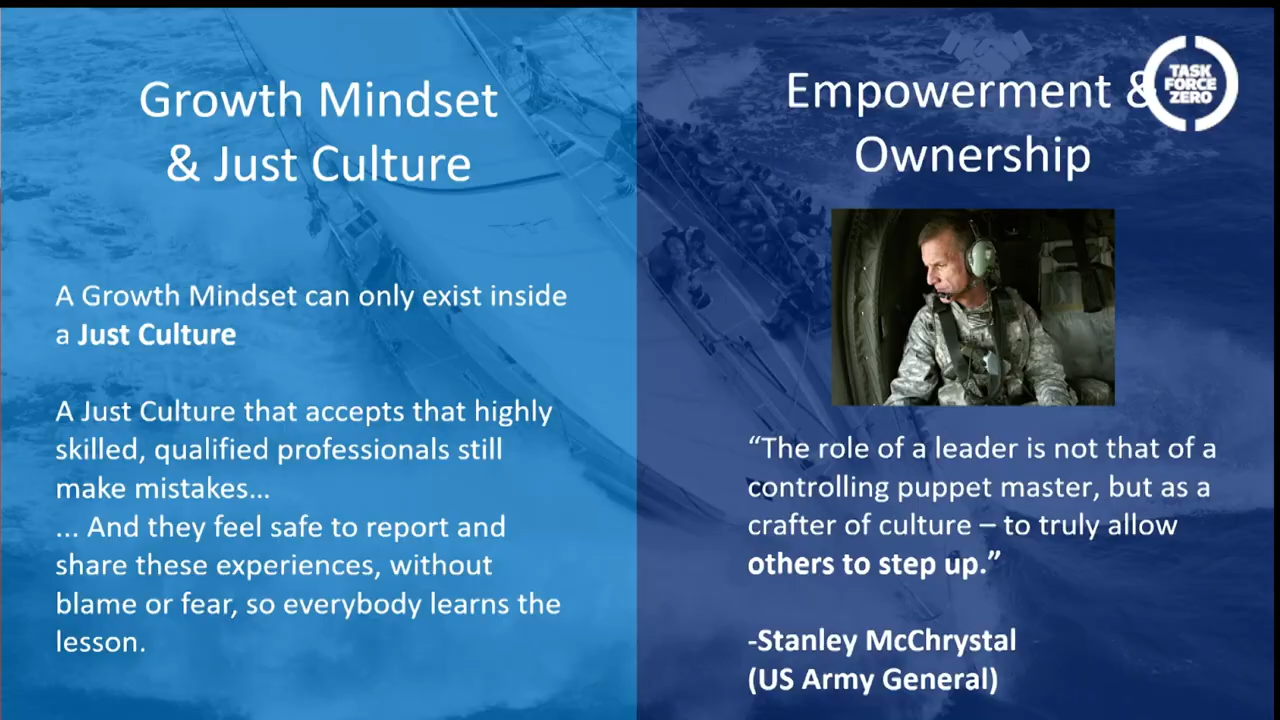 Growth Mindset
& Just Culture
A Growth Mindset can only exist inside
a Just Culture
A Just Culture that accepts that highly
skilled, qualified professionals still
make mistakes...
... And they feel safe to report and
share these experiences, without
blame or fear, so everybody learns the
lesson.
Empowerment &
Ownership
TASK
FORCE
ZERO
“The role of a leader is not that of a
controlling puppet master, but as a
crafter of culture – to truly allow
others to step up.”
-Stanley McChrystal
(US Army General)